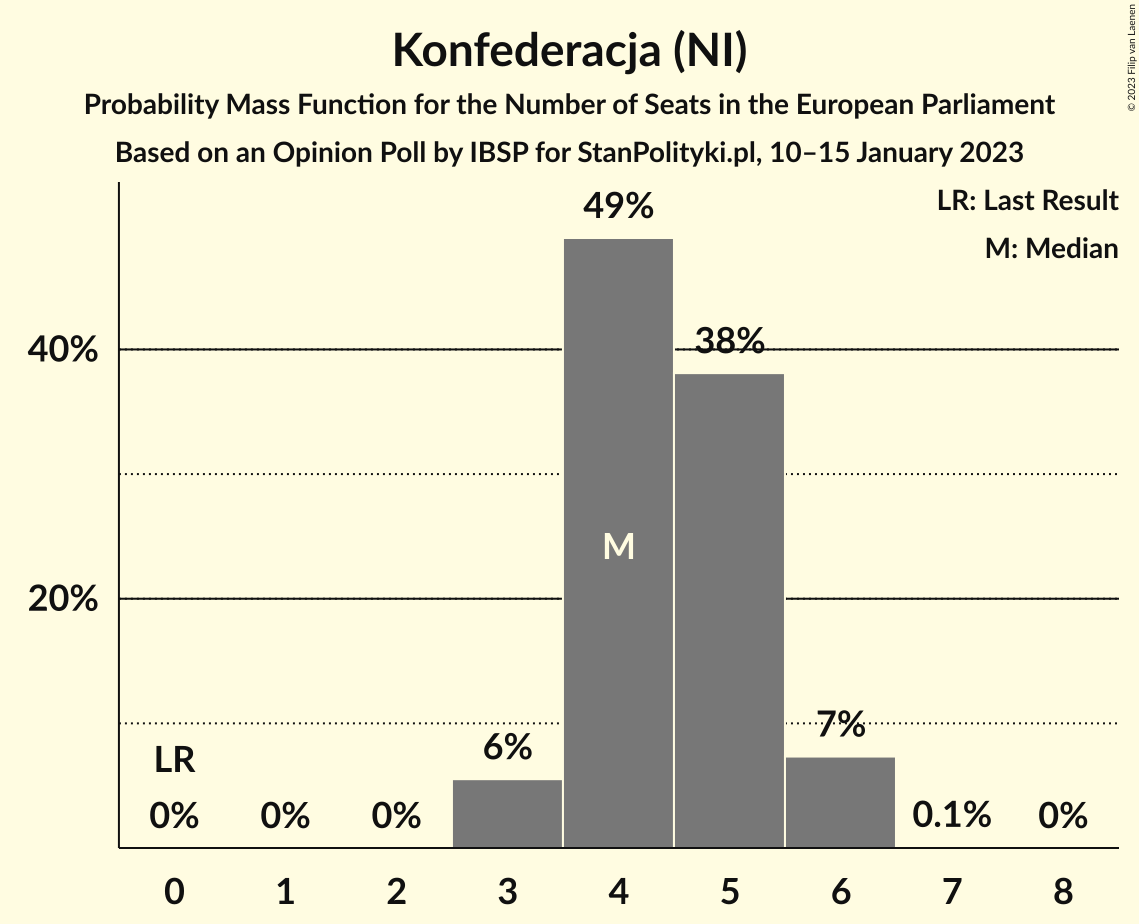 Konfederacja (NI)
Probability Mass Function for the Number of Seats in the European Parliament
Based on an Opinion Poll by IBSP for StanPolityki.pl, 10–15 January 2023
© 2023 Filip van Laenen
LR: Last Result
M: Median
49%
38%
40%
M
20%
7%
6%
LR
0% 0% 0% 0.1% 0%
0 1 2 3 4 5 6 7 8